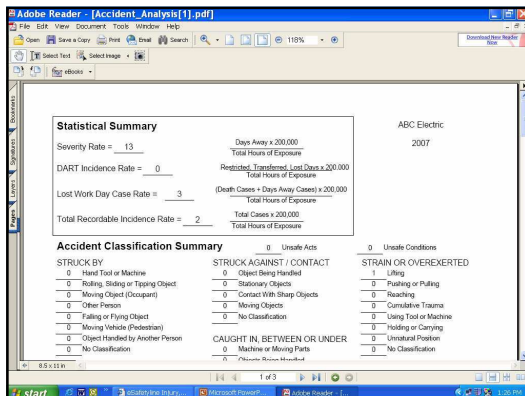 Adobe Reader - [Accident_Analysis[1].pdf]
File Edit View Document Tools Window Help
Open Save a Copy Print Email Search 118%
Download New Reader Now
Select Text Select Image
eBooks
Bookmarks
Signatures
Layers
Pages
Statistical Summary
ABC Electric
2007
Severity Rate = 13
Days Away x 200,000
Total Hours of Exposure
DART Incidence Rate = 0
Restricted, Transferred, Lost Days x 200,000
Total Hours of Exposure
Lost Work Day Case Rate = 3
(Death Cases + Days Away Cases) x 200,000
Total Hours of Exposure
Total Recordable Incidence Rate = 2
Total Cases x 200,000
Total Hours of Exposure
Accident Classification Summary 0 Unsafe Acts 0 Unsafe Conditions
STRUCK BY
0 Hand Tool or Machine
0 Rolling, Sliding or Tipping Object
0 Moving Object (Occupant)
0 Other Person
0 Falling or Flying Object
0 Moving Vehicle (Pedestrian)
0 Object Handled by Another Person
0 No Classification
STRUCK AGAINST / CONTACT
0 Object Being Handled
0 Stationary Objects
0 Contact With Sharp Objects
0 Moving Objects
0 No Classification
CAUGHT IN, BETWEEN OR UNDER
0 Machine or Moving Parts
0 Objects Being Handled
STRAIN OR OVEREXERTED
1 Lifting
0 Pushing or Pulling
0 Reaching
0 Cumulative Trauma
0 Using Tool or Machine
0 Holding or Carrying
0 Unnatural Position
0 No Classification
8.5 x 11 in
1 of 3
start
eSafetyline Injury,...
Microsoft PowerP...
Adobe Reader - [...
1:26 PM